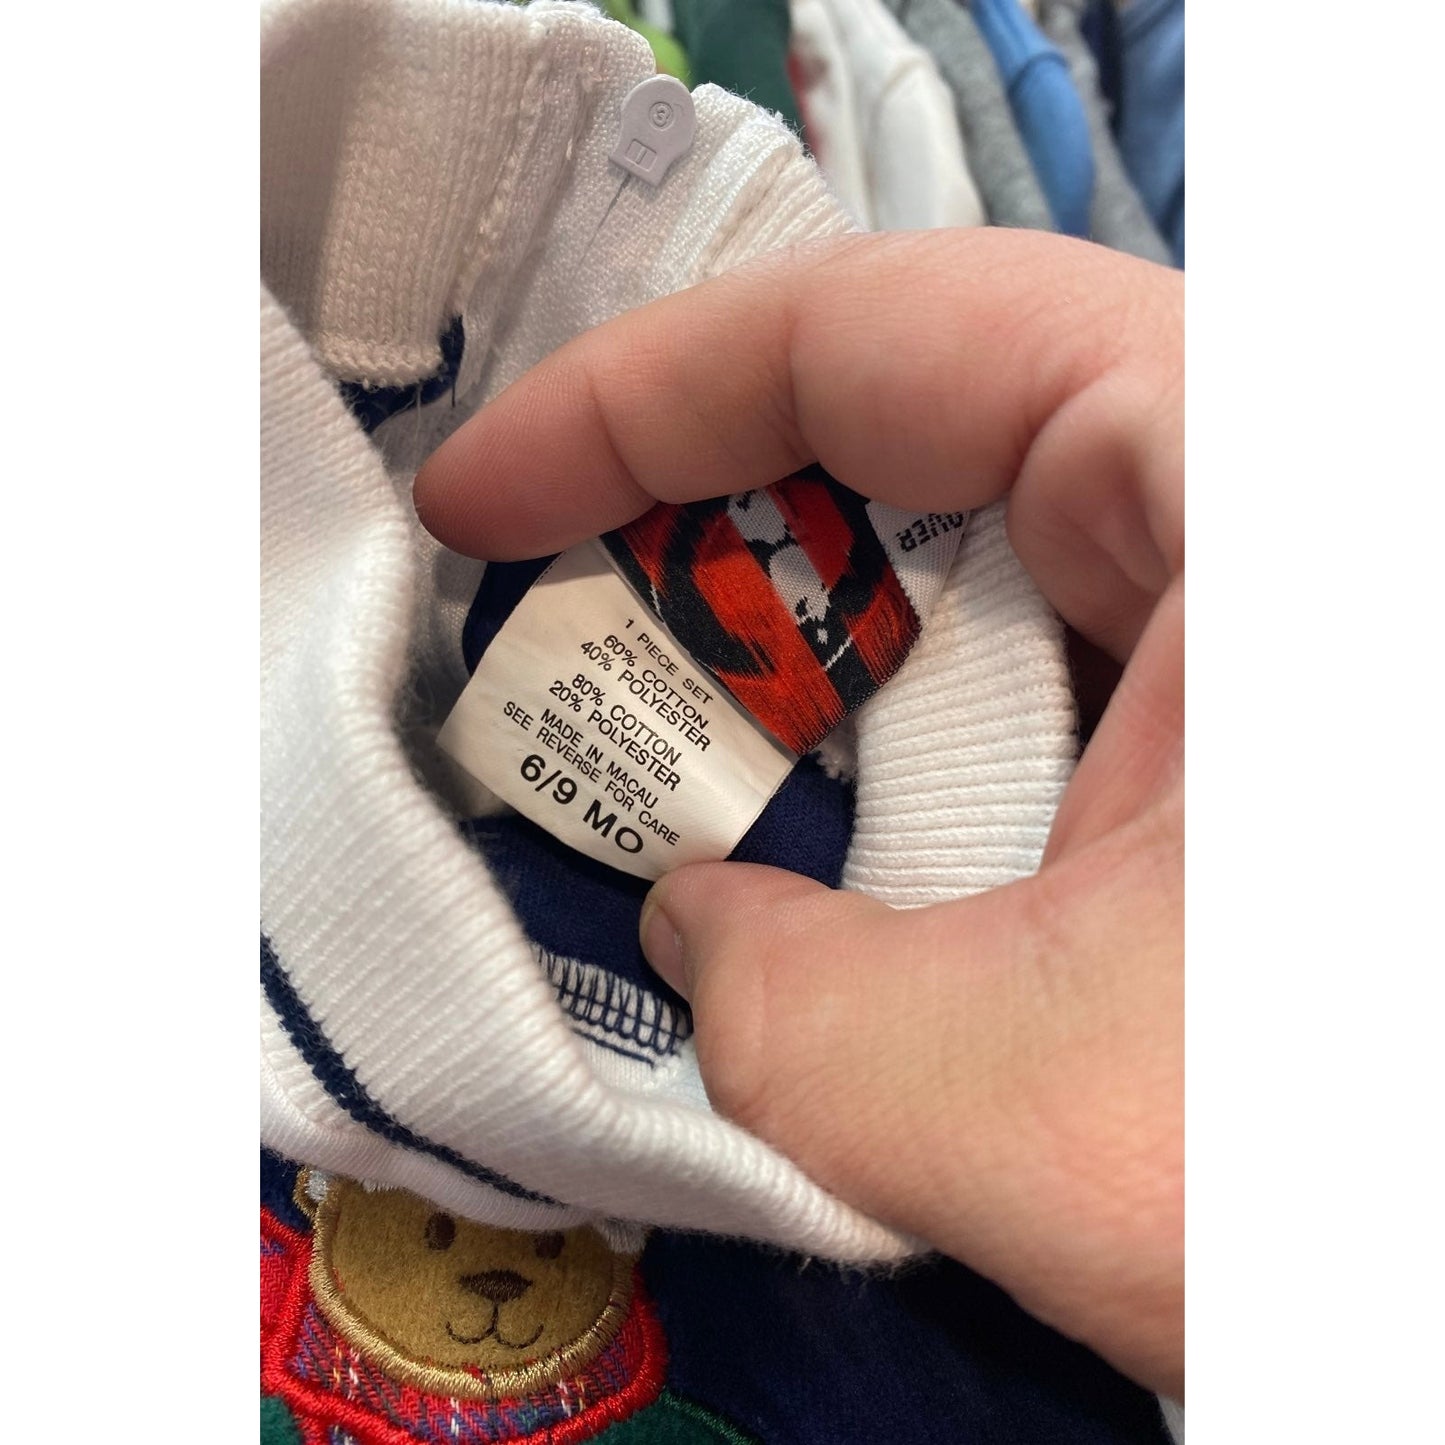 1 PIECE SET
60% COTTON
40% POLYESTER
80% COTTON
20% POLYESTER
MADE IN MACAU
SEE REVERSE FOR CARE
6/9 MO
3